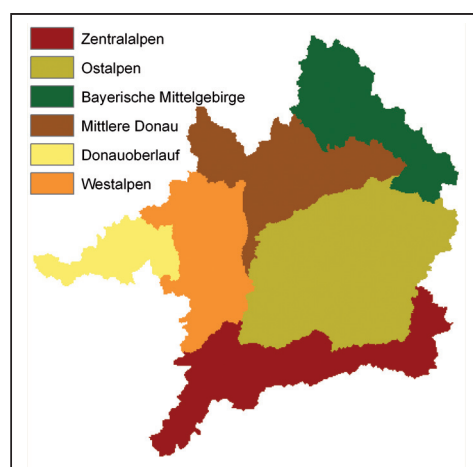 Zentralalpen
Ostalpen
Bayerische Mittelgebirge
Mittlere Donau
Donauoberlauf
Westalpen